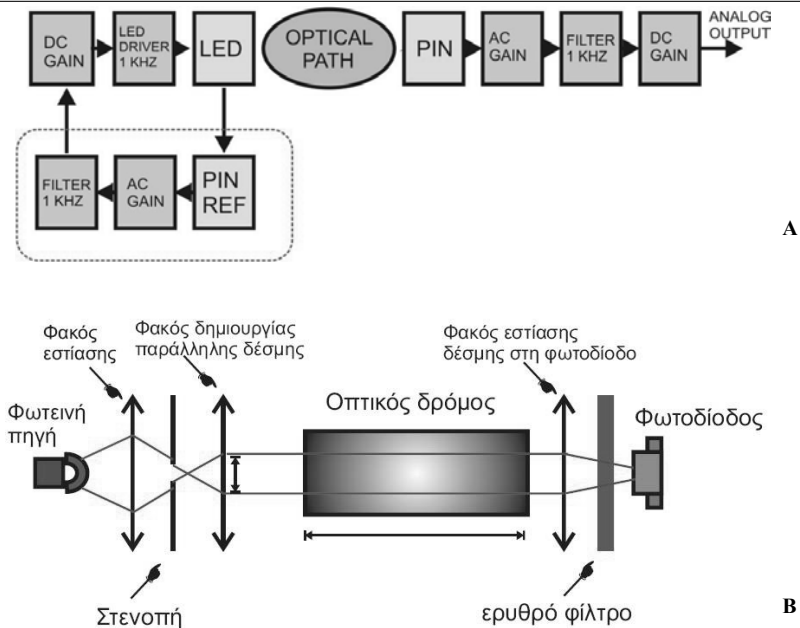 DC
GAIN
LED
DRIVER
1 KHZ
LED
OPTICAL
PATH
PIN
AC
GAIN
FILTER
1 KHZ
DC
GAIN
ANALOG
OUTPUT
FILTER
1 KHZ
AC
GAIN
PIN
REF
A
Φακός
εστίασης
Φακός δημιουργίας
παράλληλης δέσμης
Φακός εστίασης
δέσμης στη φωτοδίοδο
Φωτεινή
πηγή
Οπτικός δρόμος
Φωτοδίοδος
Στενοπή
ερυθρό φίλτρο
B